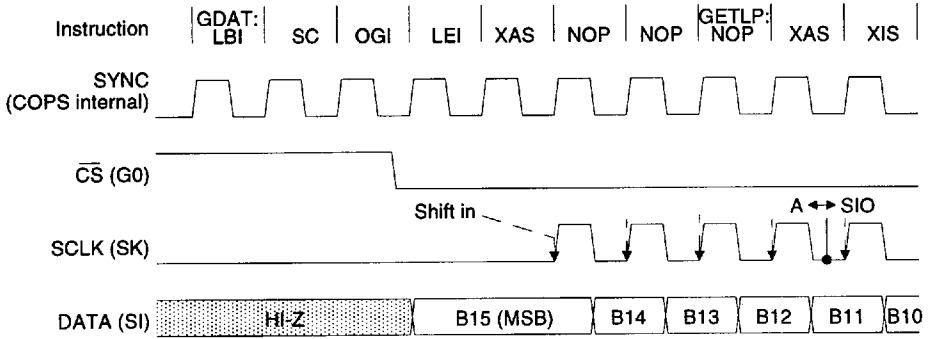 Instruction GDAT: LBI SC OGI LEI XAS NOP NOP GETLP: NOP XAS XIS
SYNC
(COPS internal)
CS (G0)
Shift in
A SIO
SCLK (SK)
DATA (SI) HI-Z B15 (MSB) B14 B13 B12 B11 B10